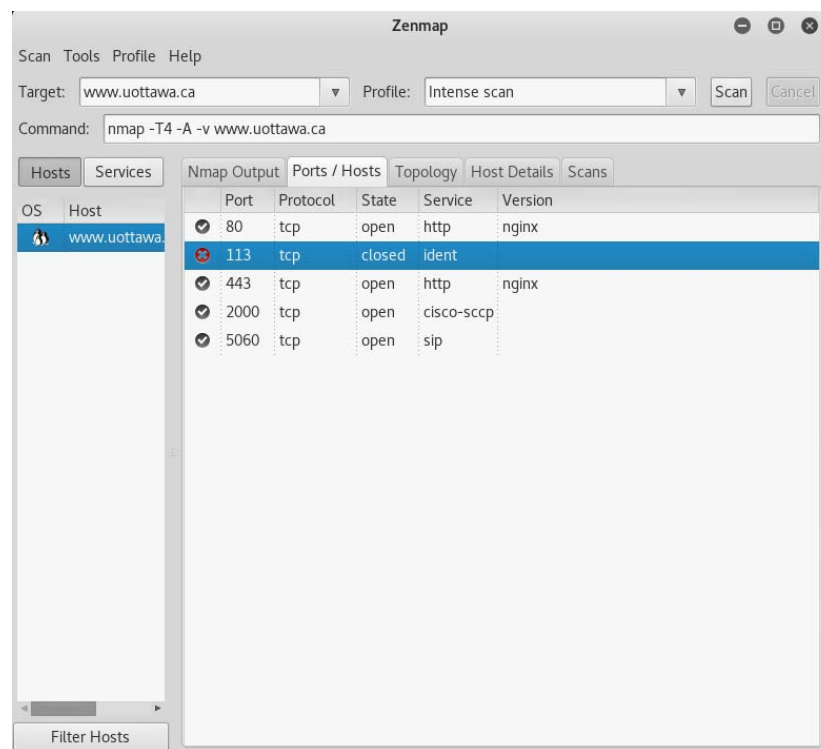 Zenmap
Scan Tools Profile Help
Target: www.uottawa.ca Profile: Intense scan Scan Cancel
Command: nmap -T4 -A -v www.uottawa.ca
Hosts Services Nmap Output Ports / Hosts Topology Host Details Scans
OS Host
www.uottawa.
Port Protocol State Service Version
80 tcp open http nginx
113 tcp closed ident
443 tcp open http nginx
2000 tcp open cisco-sccp
5060 tcp open sip
Filter Hosts